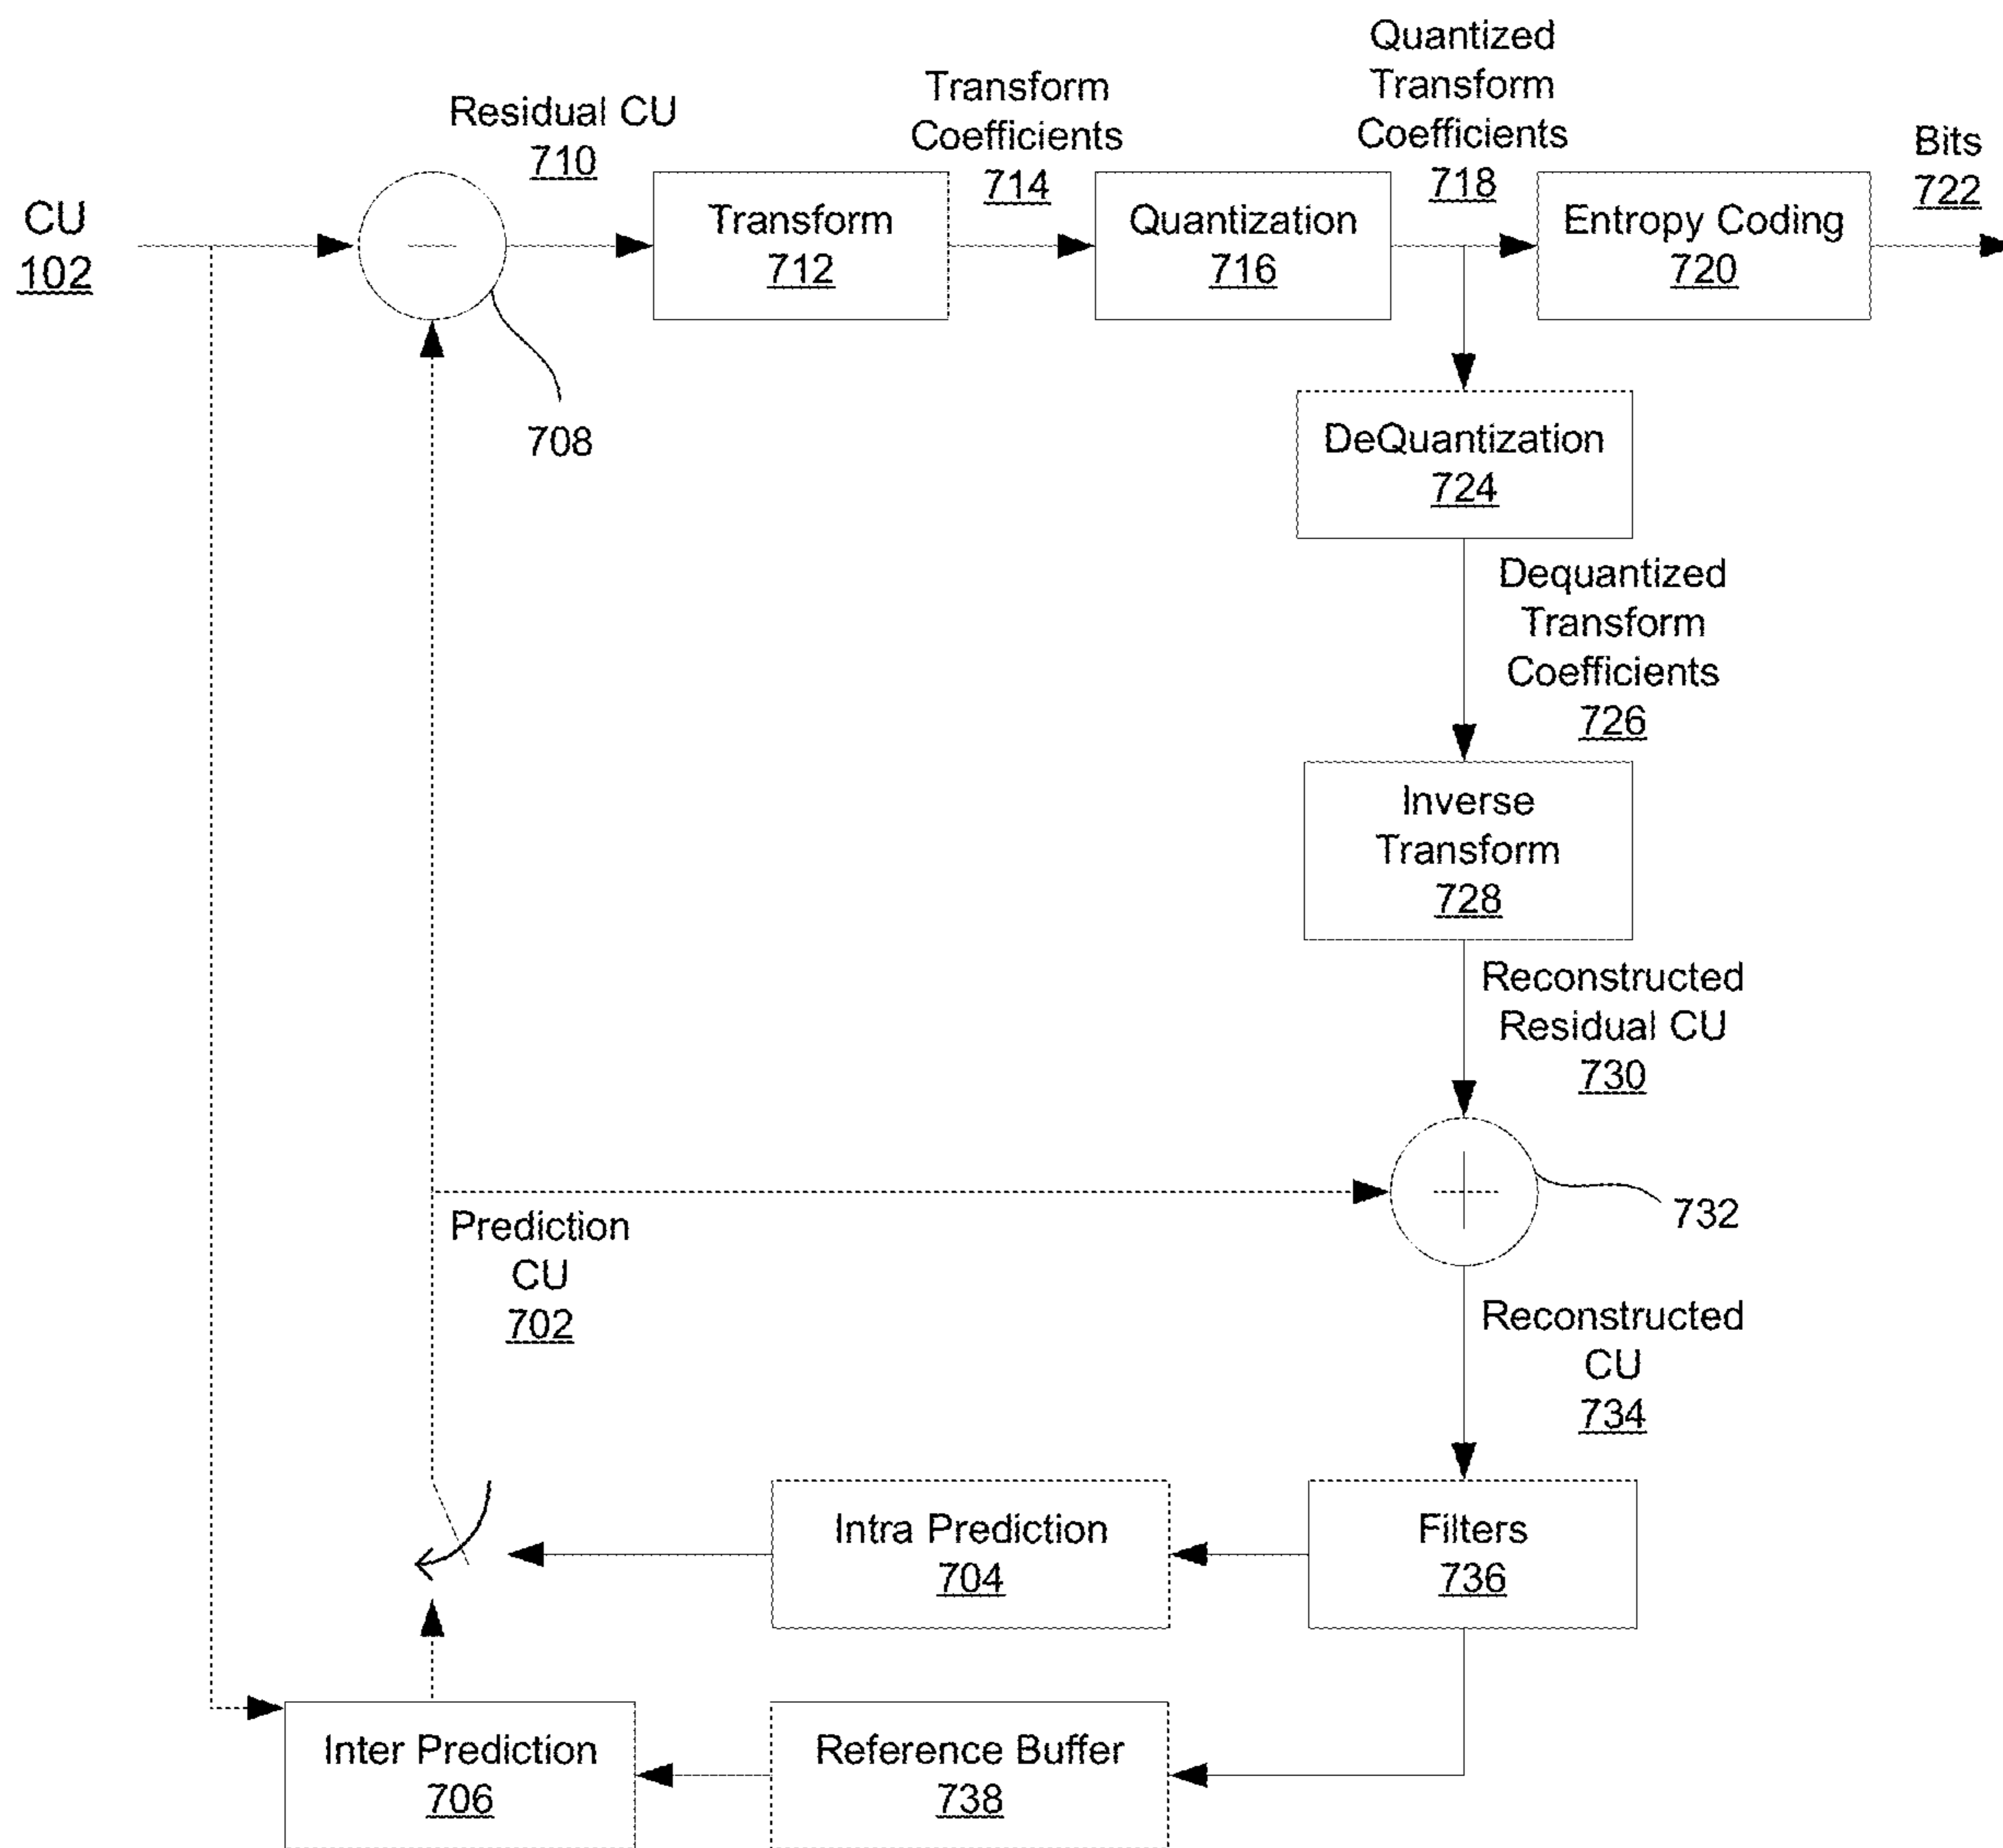 CU
102
Residual CU
710
Transform
712
Transform
Coefficients
714
Quantization
716
Quantized
Transform
Coefficients
718
Entropy Coding
720
Bits
722
708
DeQuantization
724
Dequantized
Transform
Coefficients
726
Inverse
Transform
728
Reconstructed
Residual CU
730
732
Prediction
CU
702
Reconstructed
CU
734
Intra Prediction
704
Filters
736
Inter Prediction
706
Reference Buffer
738